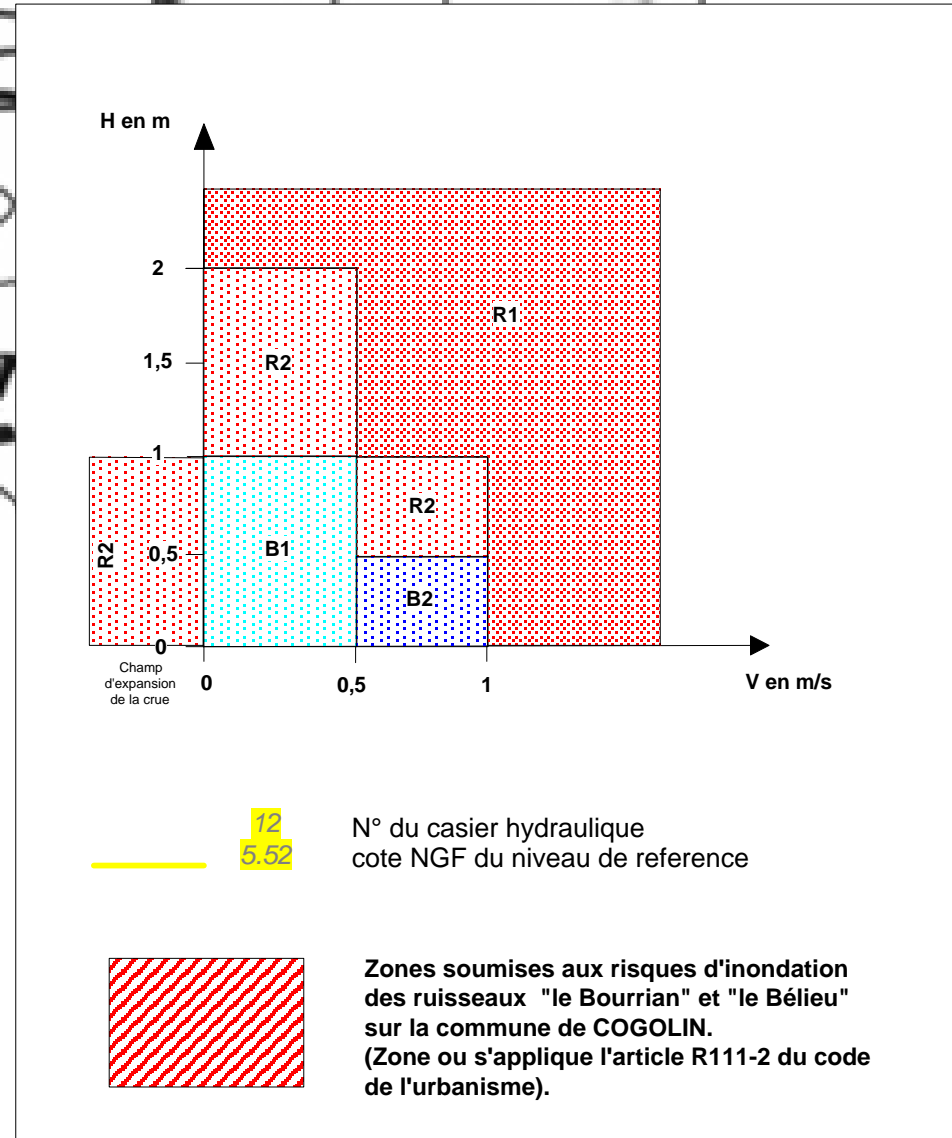 H en m
2
R1
1,5
R2
1
R2
R2
0,5
B1
B2
0
Champ
d'expansion
de la crue
0
0,5
1
V en m/s
12
N° du casier hydraulique
5.52
cote NGF du niveau de reference
Zones soumises aux risques d'inondation
des ruisseaux "le Bourrian" et "le Bélieu"
sur la commune de COGOLIN.
(Zone ou s'applique l'article R111-2 du code
de l'urbanisme).